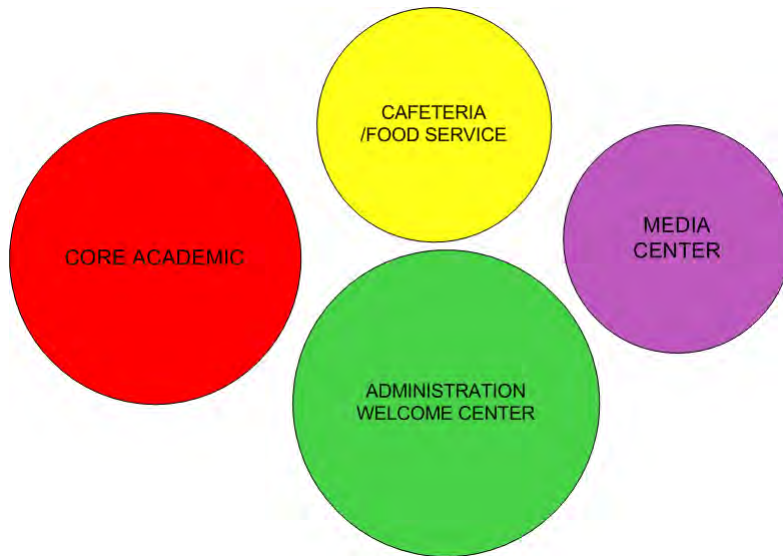 CAFETERIA
/FOOD SERVICE
CORE ACADEMIC
MEDIA
CENTER
ADMINISTRATION
WELCOME CENTER